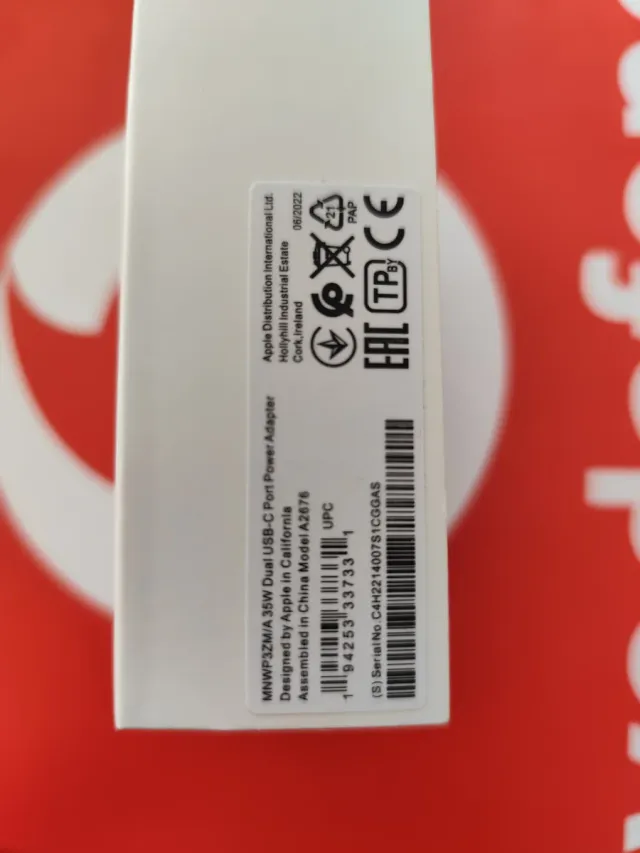 MNWP3ZM/A 35W Dual USB-C Port Power Adapter
Designed by Apple in California
Assembled in China Model A2676
1 94253 33733 1
UPC
(S) Serial No. C4H2214007S1CGGAS
Apple Distribution International Ltd.
Hollyhill Industrial Estate 06/2022
Cork, Ireland
21
PAP
EAC
TP
BY
CE
vodafone